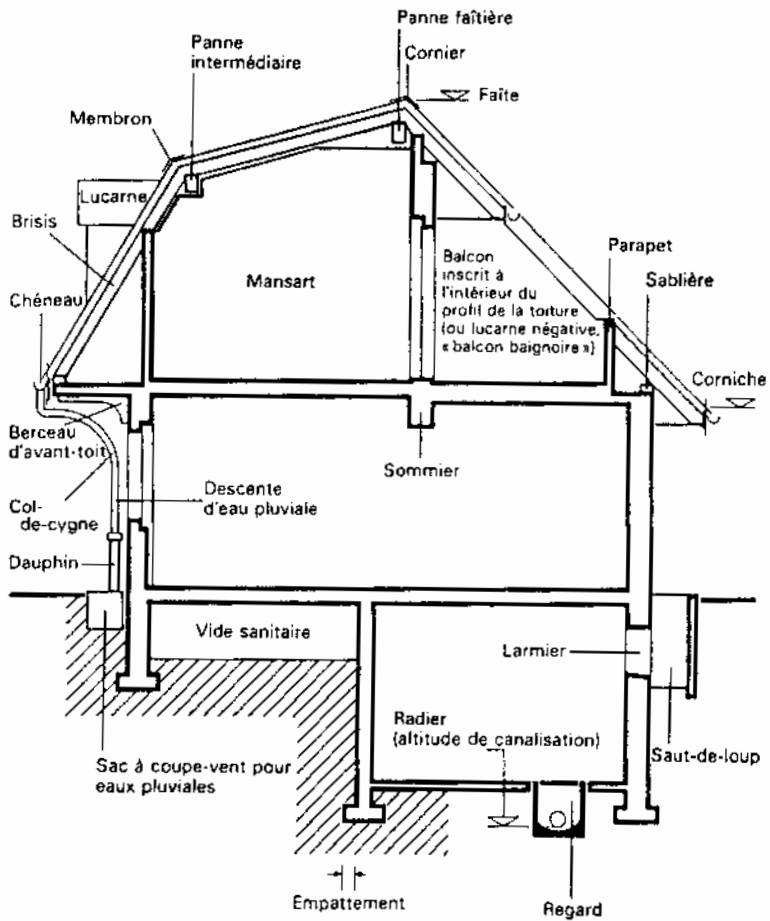 Panne faîtière
Panne
intermédiaire
Cornier
Faîte
Membron
Lucarne
Brisis
Chéneau
Mansart
Balcon
inscrit à
l'intérieur du
profil de la toiture
(ou lucarne négative,
« balcon baignoire »)
Parapet
Sablière
Corniche
Berceau
d'avant-toit
Sommier
Col-
de-cygne
Descente
d'eau pluviale
Dauphin
Vide sanitaire
Larmier
Radier
(altitude de canalisation)
Saut-de-loup
Sac à coupe-vent pour
eaux pluviales
Empattement
Regard